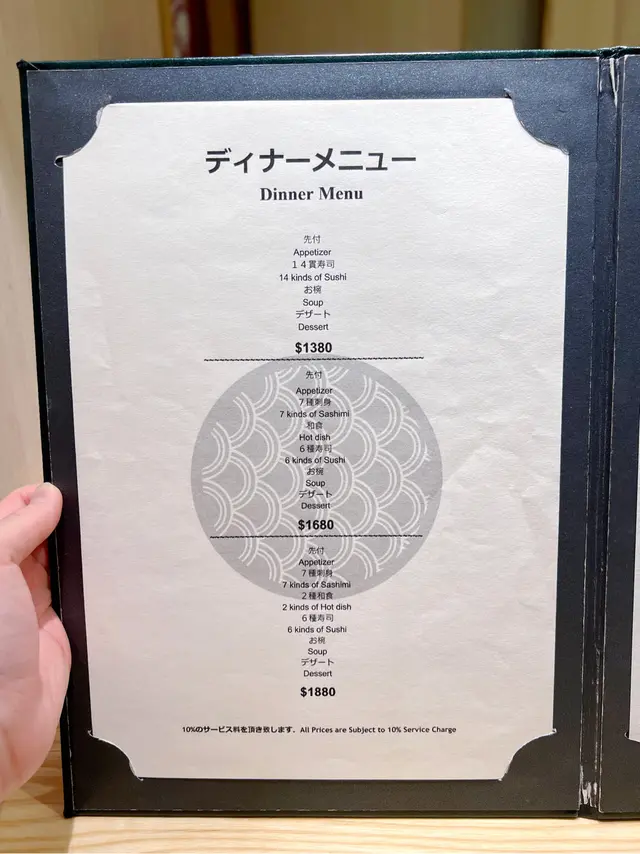 ディナーメニュー
Dinner Menu
先付
Appetizer
14貫寿司
14 kinds of Sushi
お椀
Soup
デザート
Dessert
$1380
先付
Appetizer
7種刺身
7 kinds of Sashimi
和食
Hot dish
6種寿司
6 kinds of Sushi
お椀
Soup
デザート
Dessert
$1680
先付
Appetizer
7種刺身
7 kinds of Sashimi
2種和食
2 kinds of Hot dish
6種寿司
6 kinds of Sushi
お椀
Soup
デザート
Dessert
$1880
10%のサービス料を頂き致します。All Prices are Subject to 10% Service Charge